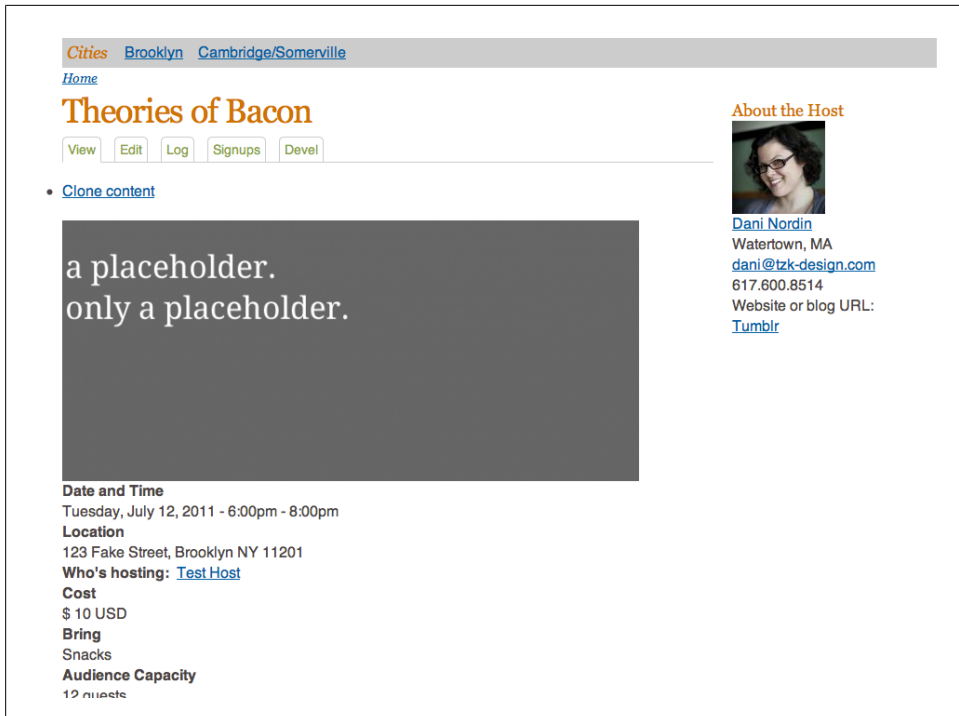 Cities Brooklyn Cambridge/Somerville
Home
Theories of Bacon
View Edit Log Signups Devel
Clone content
a placeholder.
only a placeholder.
Date and Time
Tuesday, July 12, 2011 - 6:00pm - 8:00pm
Location
123 Fake Street, Brooklyn NY 11201
Who's hosting: Test Host
Cost
$ 10 USD
Bring
Snacks
Audience Capacity
12 guests
About the Host
Dani Nordin
Watertown, MA
dani@tzk-design.com
617.600.8514
Website or blog URL:
Tumblr